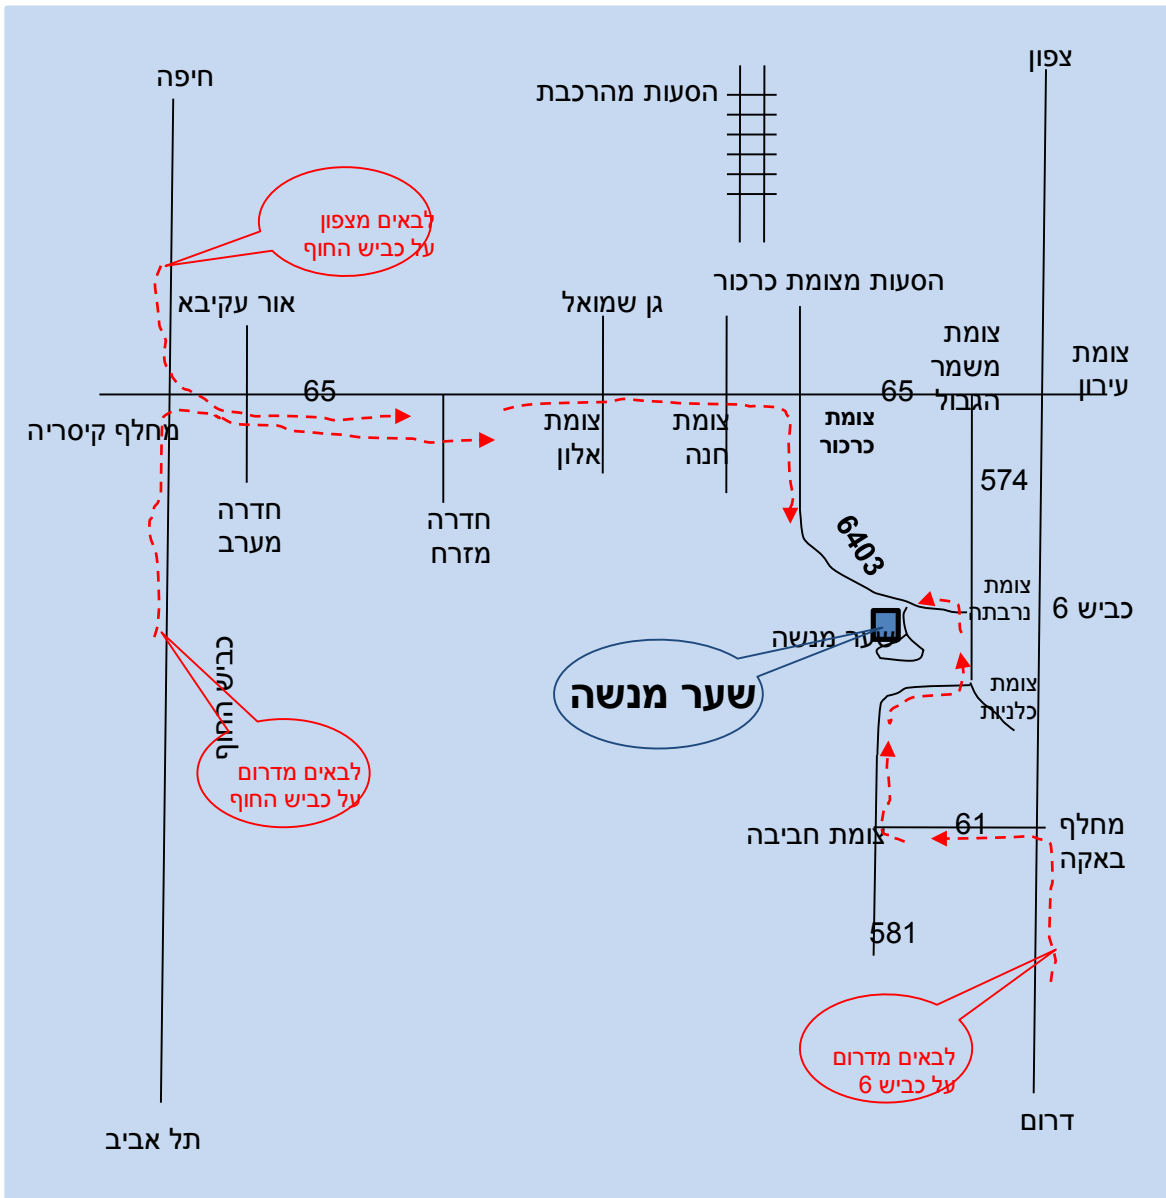 צפון
חיפה
הסעות מהרכבת
לבאים מצפון
על כביש החוף
הסעות מצומת כרכור
אור עקיבא
גן שמואל
צומת
משמר
הגבול
צומת
עירון
65
65
מחלף קיסריה
צומת
אלון
צומת
חנה
צומת
כרכור
574
חדרה
מערב
חדרה
מזרח
6403
צומת
נרבתה
כביש 6
שער מנשה
כביש החוף
שער מנשה
צומת
כלניות
לבאים מדרום
על כביש החוף
61
צומת חביבה
מחלף
באקה
581
לבאים מדרום
על כביש 6
דרום
תל אביב